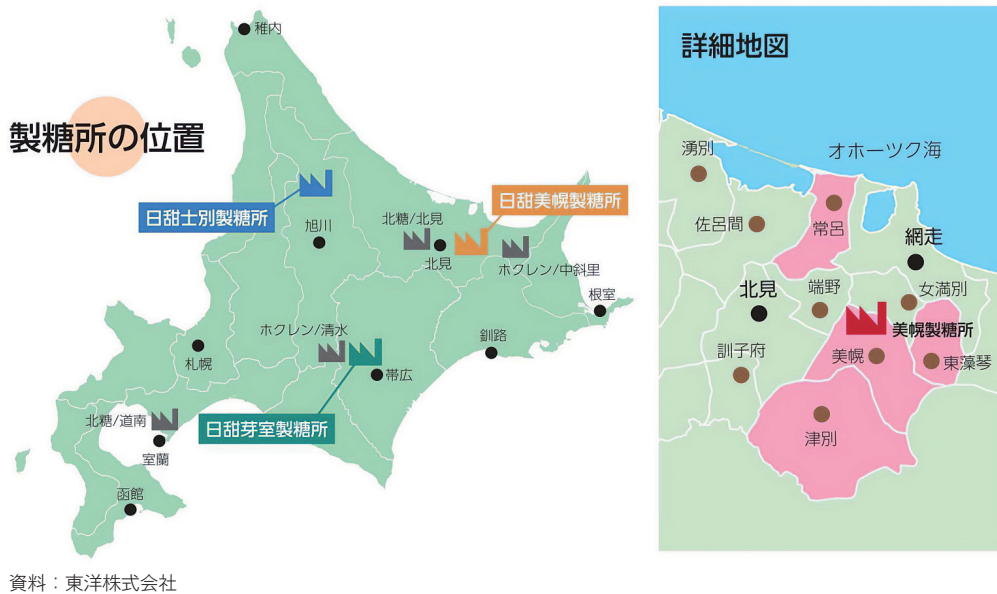 製糖所の位置
稚内
日甜士別製糖所
旭川
北糖/北見
北見
日甜美幌製糖所
ホクレン/中斜里
根室
札幌
ホクレン/清水
帯広
釧路
日甜芽室製糖所
北糖/道南
室蘭
函館
詳細地図
オホーツク海
湧別
佐呂間
常呂
網走
北見
端野
女満別
美幌製糖所
訓子府
美幌
東藻琴
津別
資料：東洋株式会社